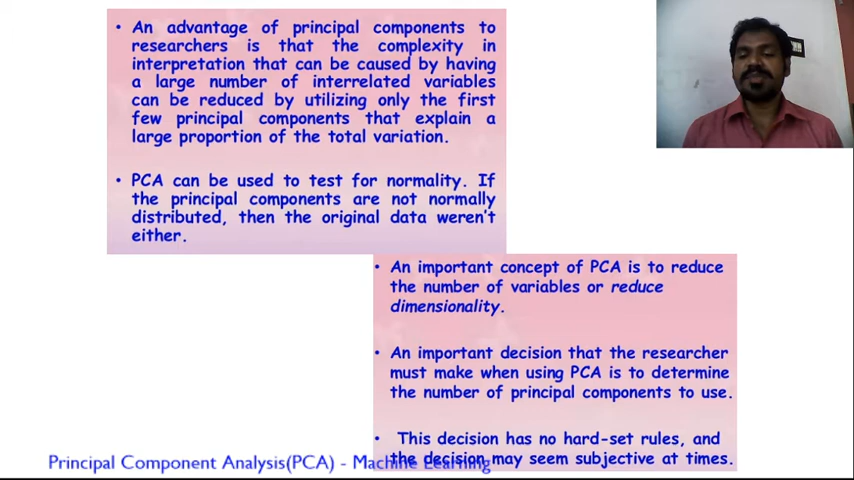 • An advantage of principal components to
researchers is that the complexity in
interpretation that can be caused by having
a large number of interrelated variables
can be reduced by utilizing only the first
few principal components that explain a
large proportion of the total variation.
• PCA can be used to test for normality. If
the principal components are not normally
distributed, then the original data weren't
either.
• An important concept of PCA is to reduce
the number of variables or reduce
dimensionality.
• An important decision that the researcher
must make when using PCA is to determine
the number of principal components to use.
• This decision has no hard-set rules, and
the decision may seem subjective at times.
Principal Component Analysis(PCA) - Machine Learning